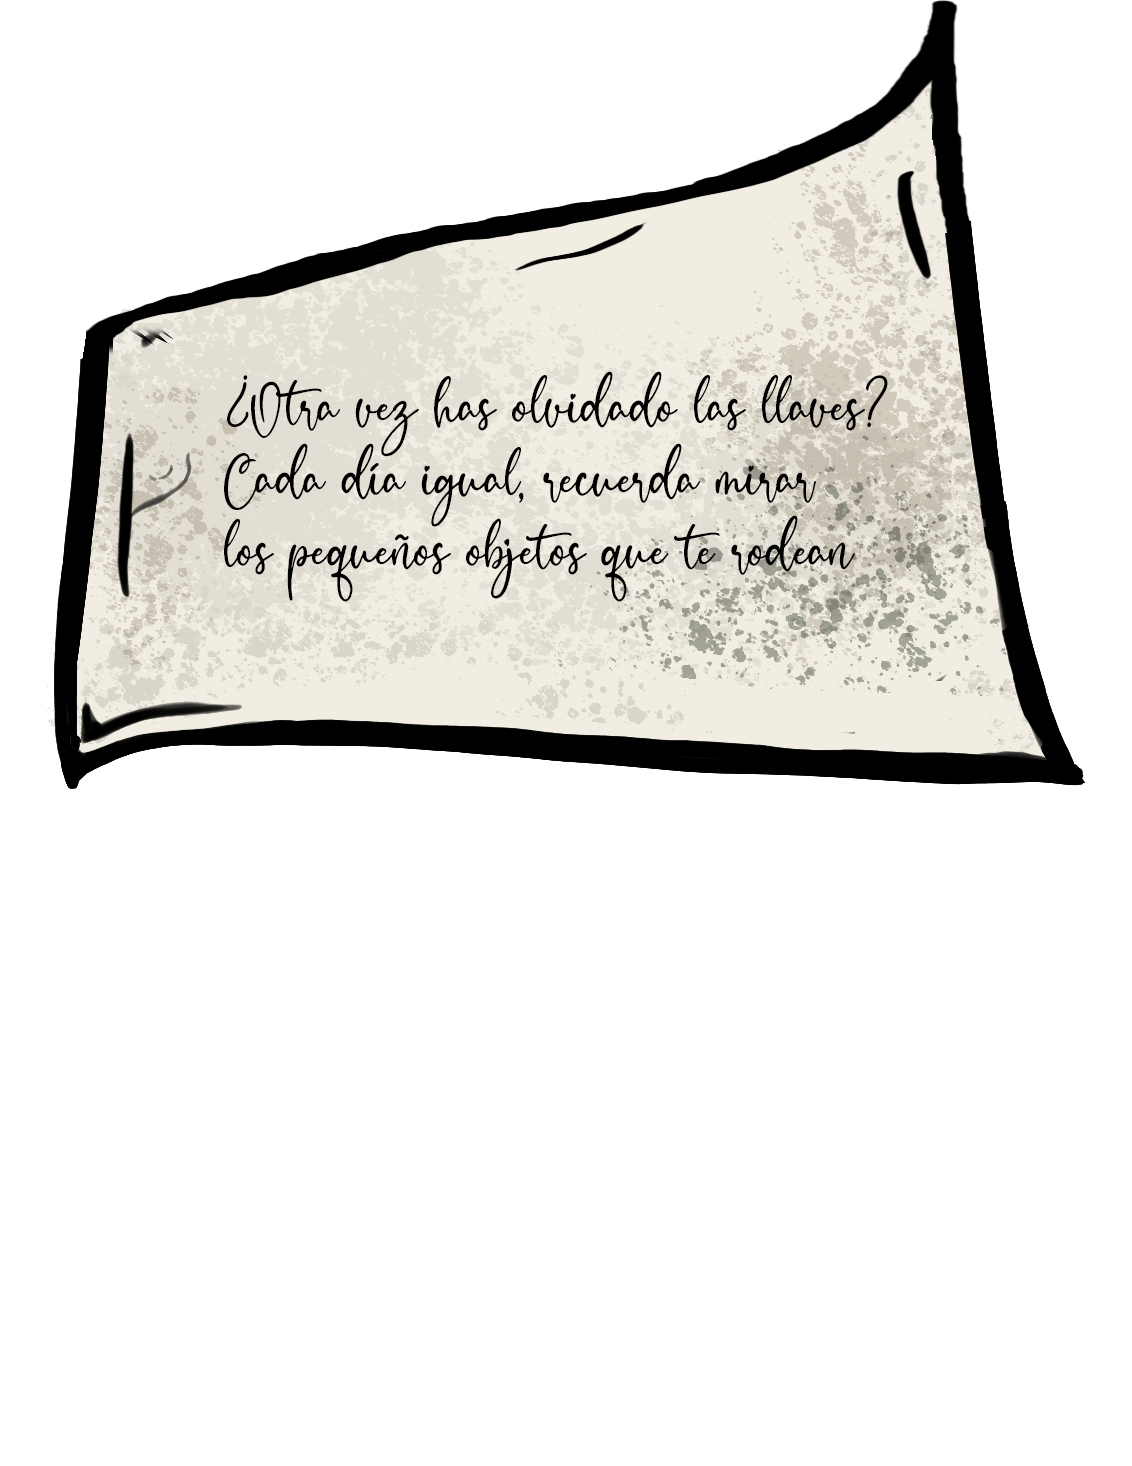 ¿Otra vez has olvidado las llaves?
Cada día igual, recuerda mirar
los pequeños objetos que te rodean